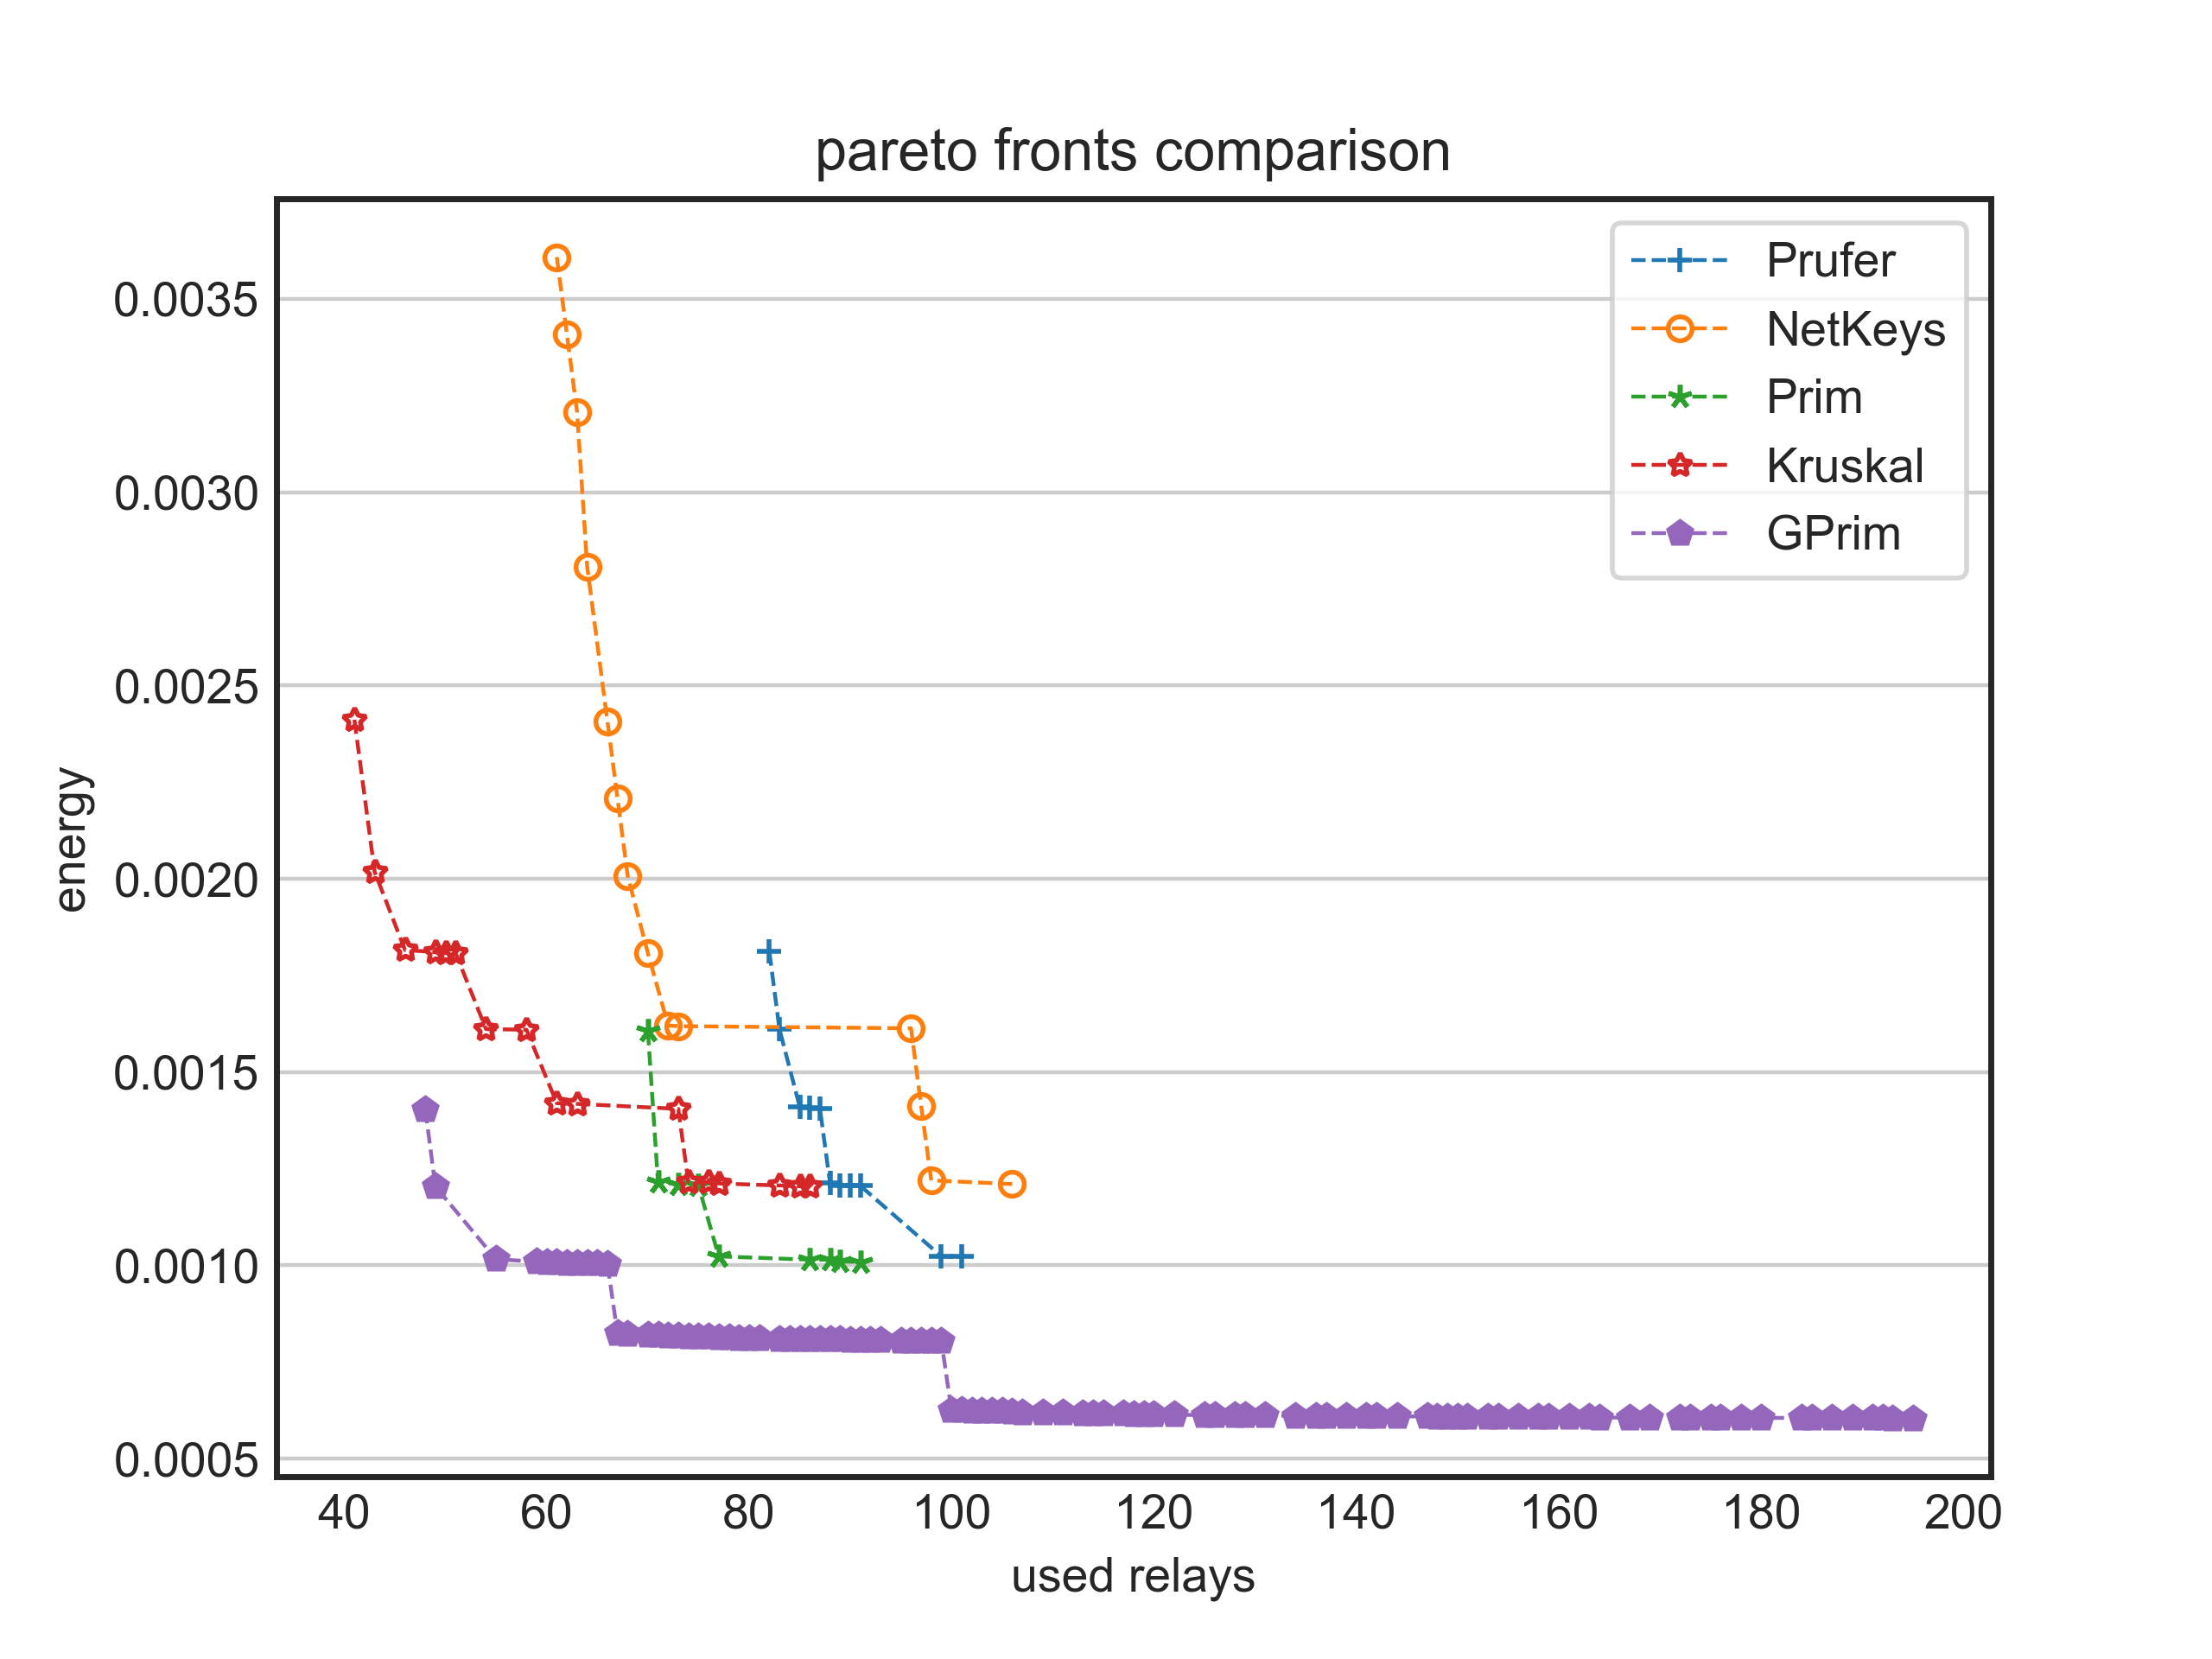 pareto fronts comparison
Prufer
NetKeys
Prim
Kruskal
GPrim
0.0035
0.0030
0.0025
0.0020
0.0015
0.0010
0.0005
energy
40 60 80 100 120 140 160 180 200
used relays